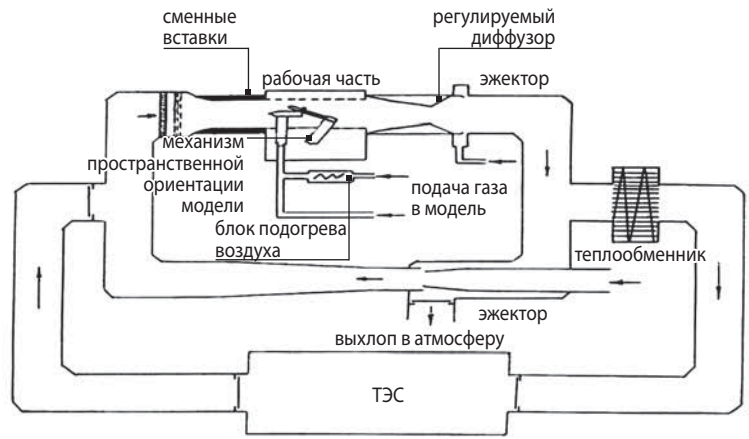 сменные
вставки
регулируемый
диффузор
рабочая часть
эжектор
механизм
пространственной
ориентации
модели
подача газа
в модель
блок подогрева
воздуха
теплообменник
эжектор
выхлоп в атмосферу
ТЭС